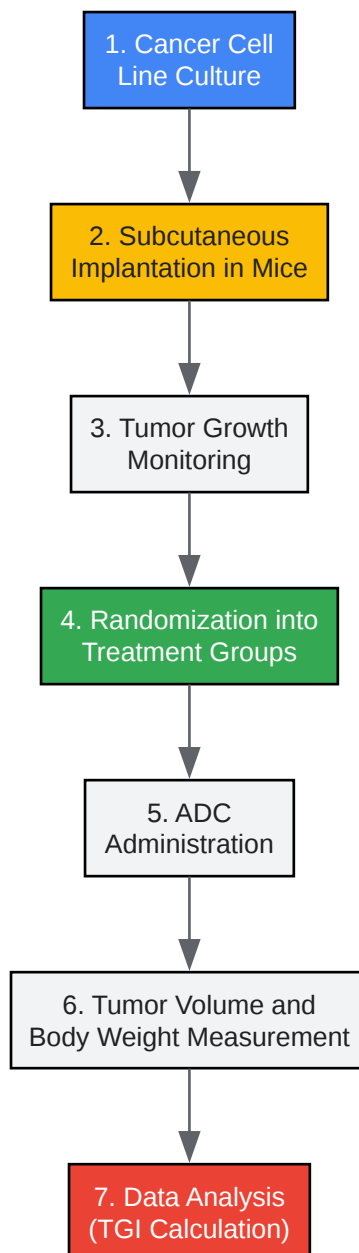 1. Cancer Cell
Line Culture
2. Subcutaneous
Implantation in Mice
3. Tumor Growth
Monitoring
4. Randomization into
Treatment Groups
5. ADC
Administration
6. Tumor Volume and
Body Weight Measurement
7. Data Analysis
(TGI Calculation)